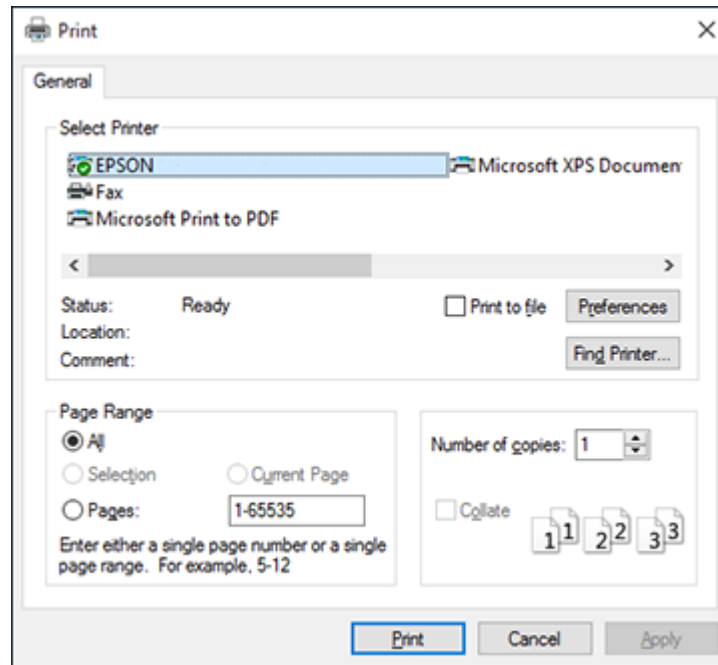 Print
General
Select Printer
EPSON
Microsoft XPS Documen
Fax
Microsoft Print to PDF
Status: Ready
Print to file
Preferences
Location:
Comment:
Find Printer...
Page Range
All
Selection
Current Page
Pages: 1-65535
Enter either a single page number or a single
page range. For example, 5-12
Number of copies: 1
Collate
1 1 2 2 3 3
Print
Cancel
Apply